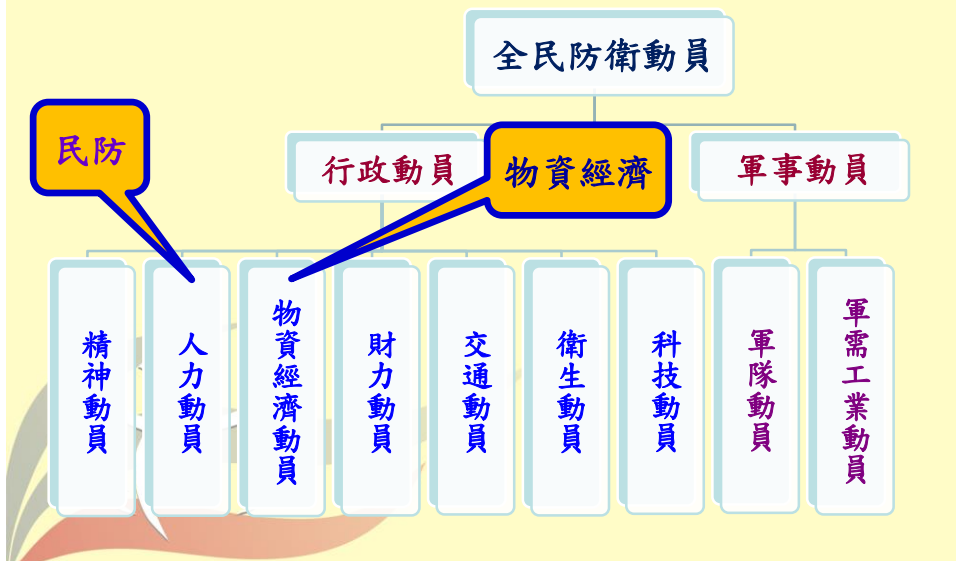 全民防衛動員
民防
行政動員
物資經濟
軍事動員
精神動員
人力動員
物資經濟動員
財力動員
交通動員
衛生動員
科技動員
軍隊動員
軍需工業動員